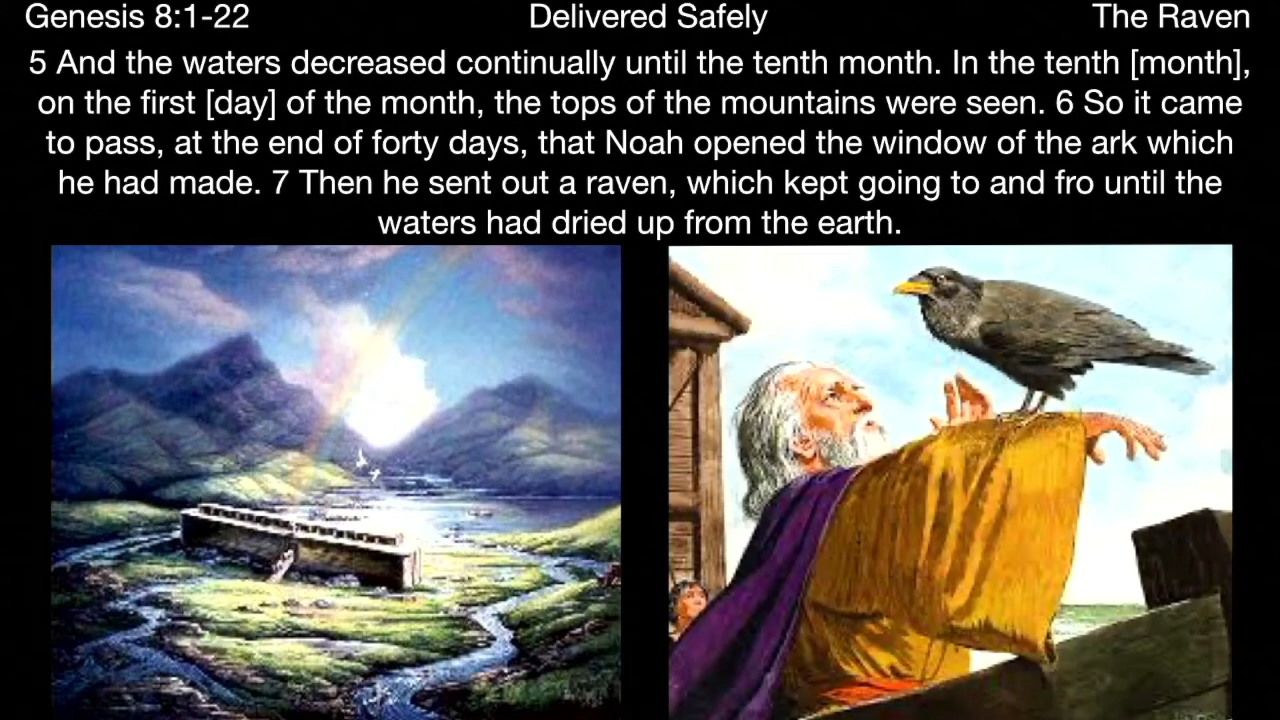 Genesis 8:1-22 Delivered Safely The Raven
5 And the waters decreased continually until the tenth month. In the tenth [month],
on the first [day] of the month, the tops of the mountains were seen. 6 So it came
to pass, at the end of forty days, that Noah opened the window of the ark which
he had made. 7 Then he sent out a raven, which kept going to and fro until the
waters had dried up from the earth.